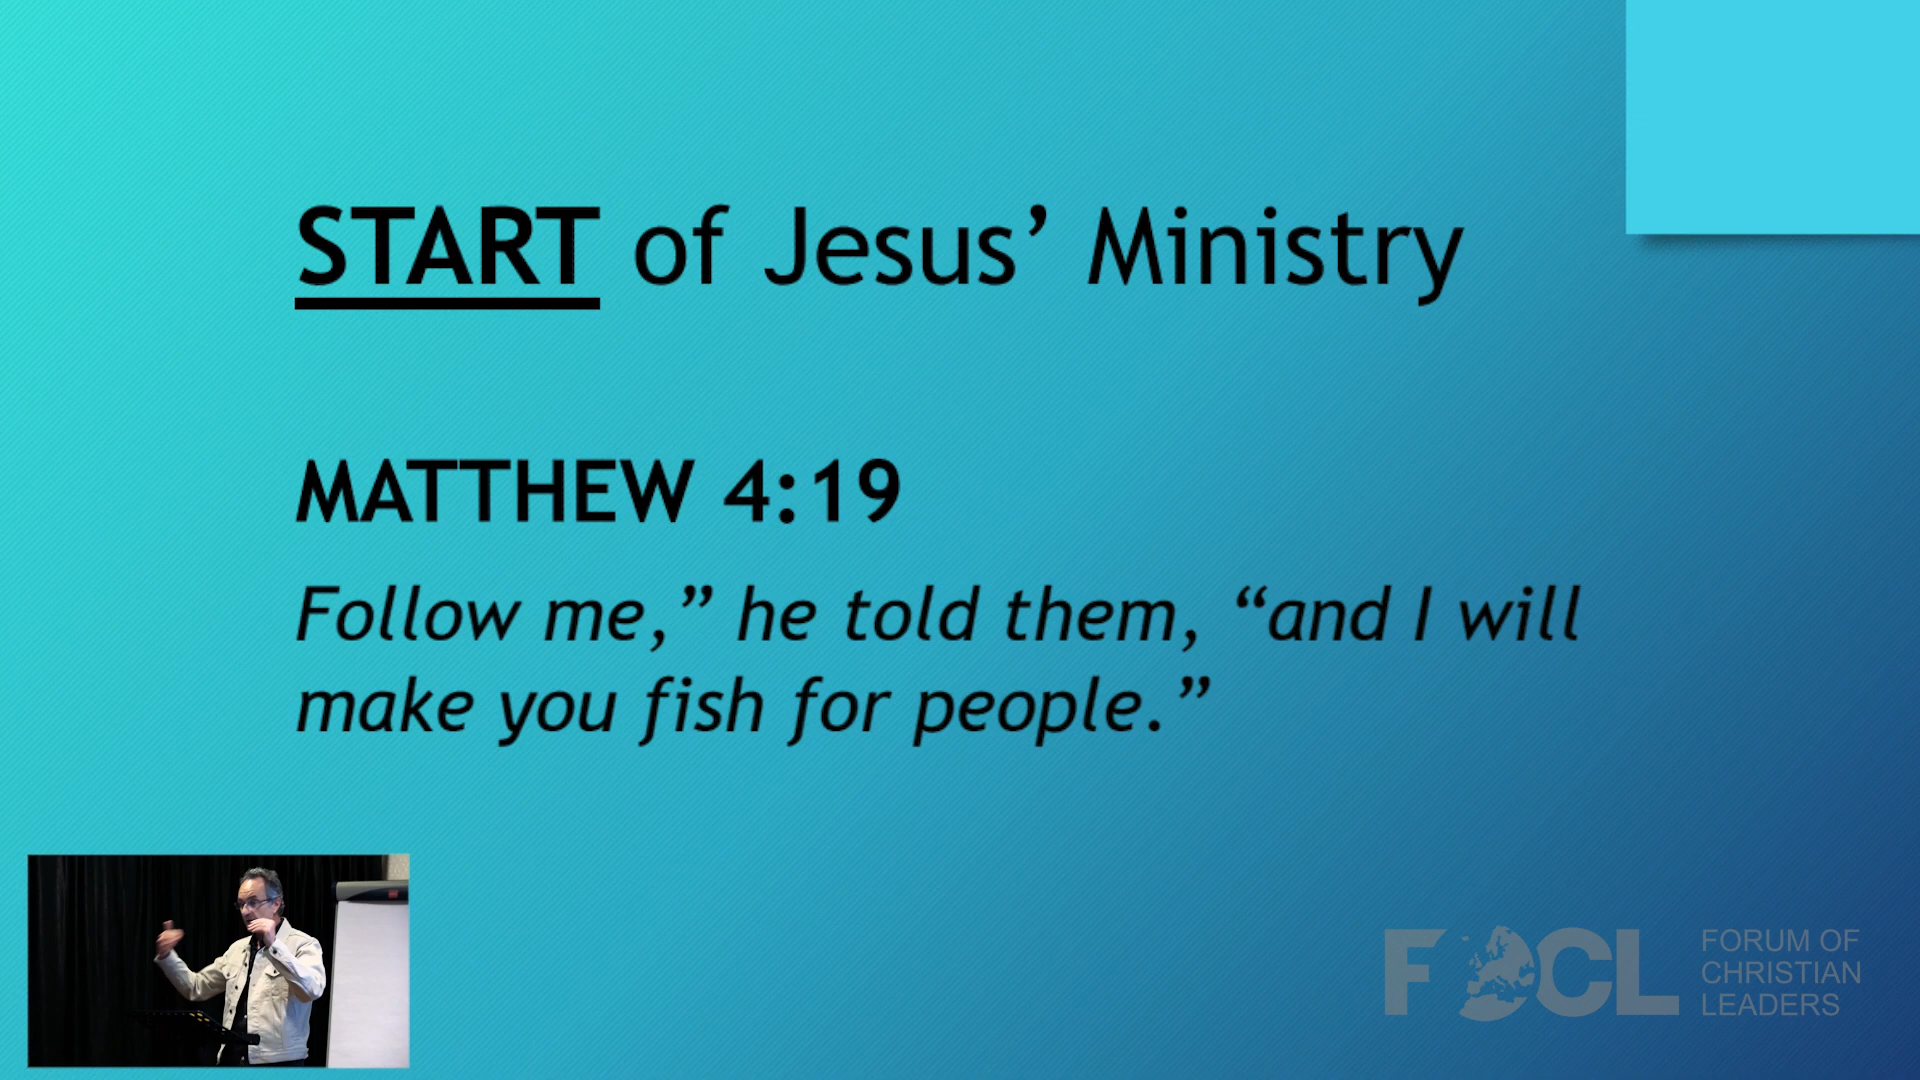 START of Jesus’ Ministry
MATTHEW 4:19
Follow me,” he told them, “and I will
make you fish for people.”
FOCL
FORUM OF
CHRISTIAN
LEADERS